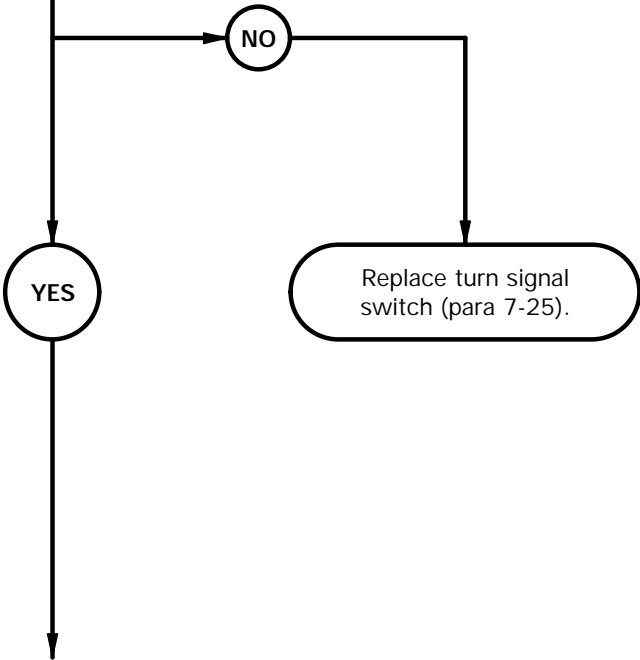 NO
YES
Replace turn signal
switch (para 7-25).